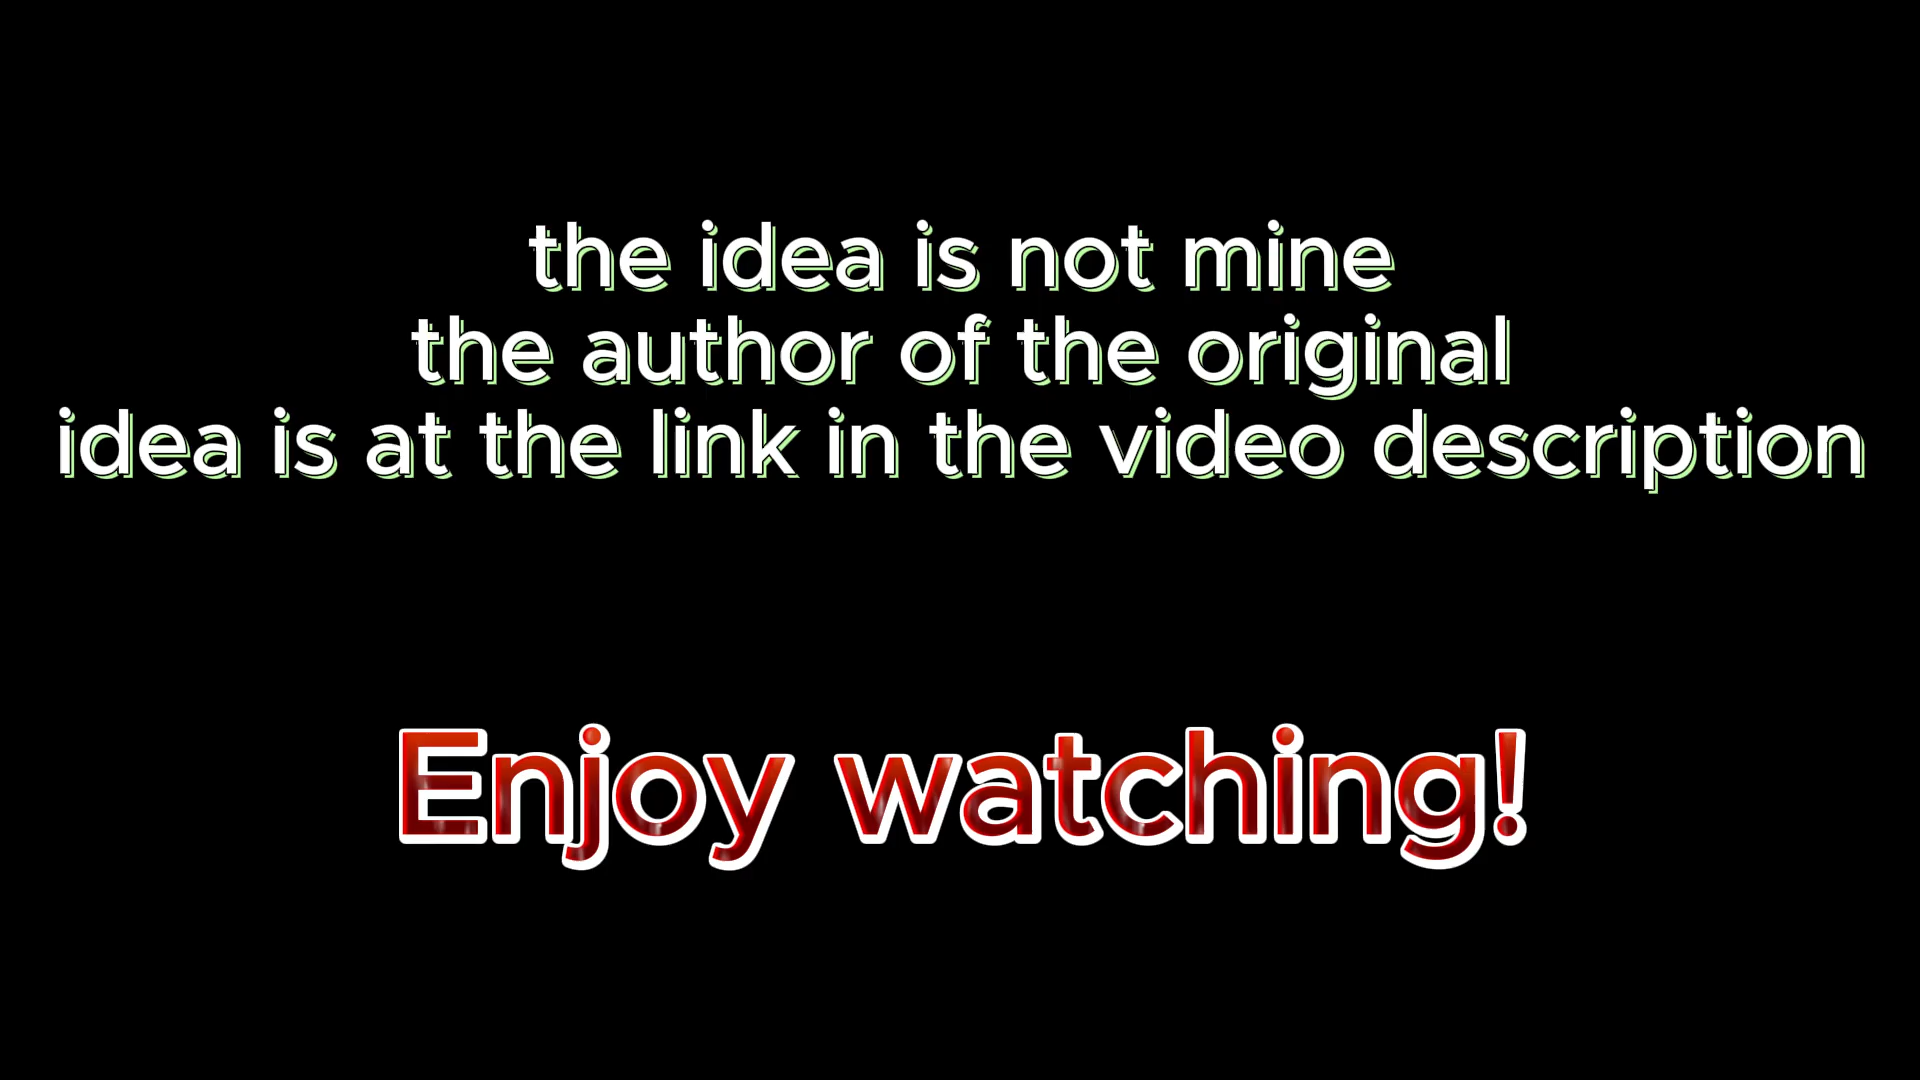 the idea is not mine
the author of the original
idea is at the link in the video description
Enjoy watching!